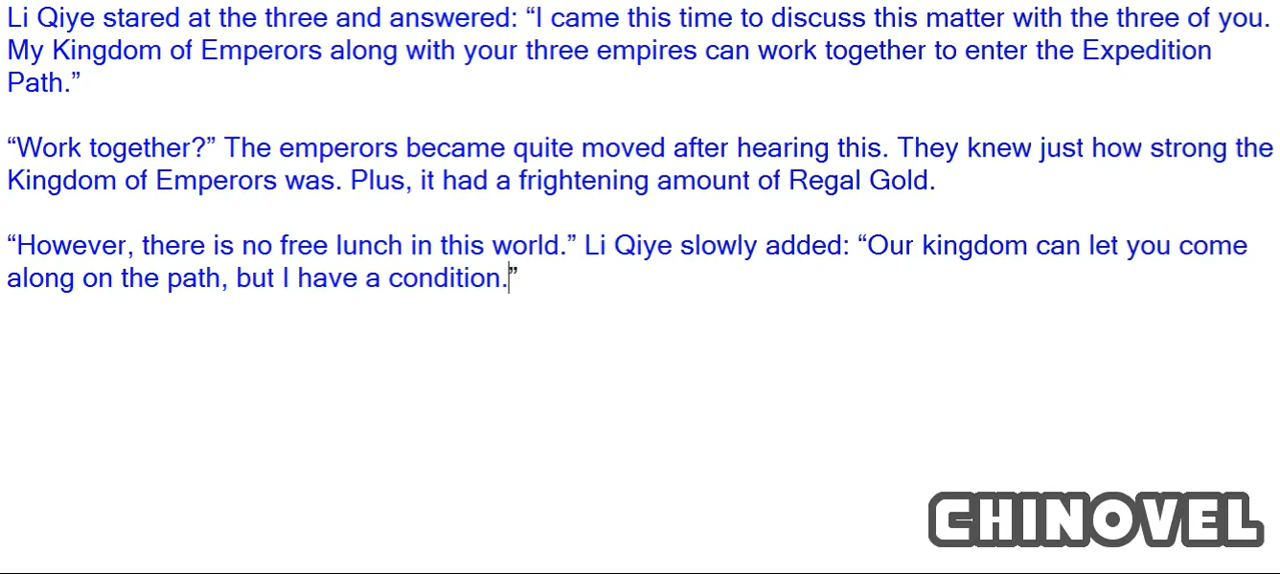 Li Qiye stared at the three and answered: “I came this time to discuss this matter with the three of you.
My Kingdom of Emperors along with your three empires can work together to enter the Expedition
Path.”
“Work together?” The emperors became quite moved after hearing this. They knew just how strong the
Kingdom of Emperors was. Plus, it had a frightening amount of Regal Gold.
“However, there is no free lunch in this world.” Li Qiye slowly added: “Our kingdom can let you come
along on the path, but I have a condition.”
CHINOVEL